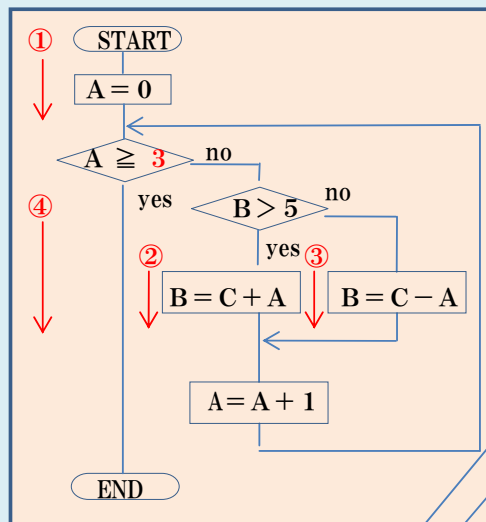 ① START
A = 0
A ≧ 3 no
④ yes B > 5 no
② yes ③
B = C + A B = C − A
A = A + 1
END